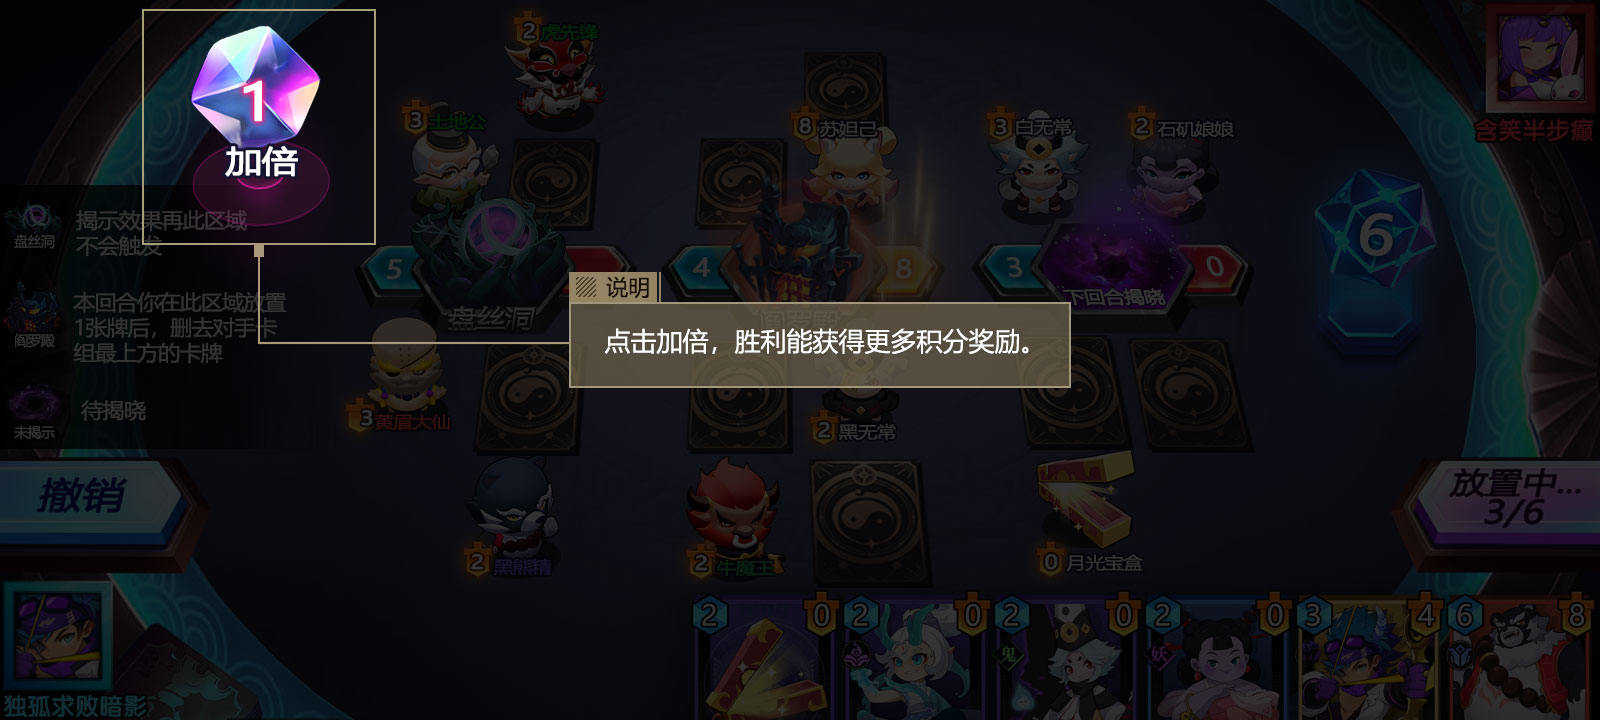 1
加倍
2 虎先锋
3 土地公
8 苏妲己
3 白无常
2 石矶娘娘
含笑半步癫
盘丝洞
揭示效果再此区域
不会触发
阎罗殿
本回合你在此区域放置
1张牌后，删去对手卡
组最上方的卡牌
未揭示
待揭晓
5
盘丝洞
4
8
阎罗殿
3
0
下回合揭晓
6
说明
点击加倍，胜利能获得更多积分奖励。
3 黄眉大仙
2 黑无常
撤销
放置中...
3/6
2 黑熊精
2 牛魔王
0 月光宝盒
独孤求败暗影
2 0
2 0
2 0
鬼
2 0
妖
3 4
6 8